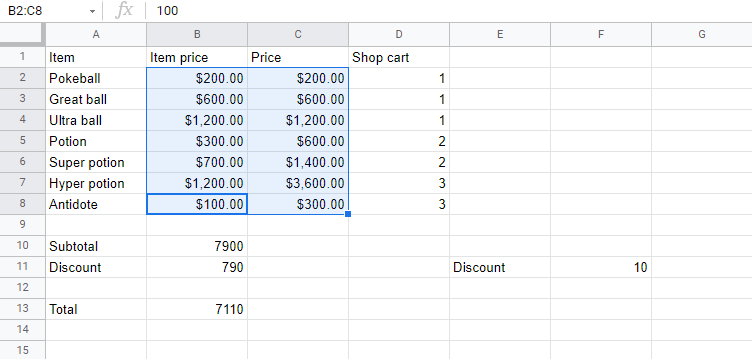 B2:C8 fx 100
A B C D E F G
1 Item Item price Price Shop cart
2 Pokeball $200.00 $200.00 1
3 Great ball $600.00 $600.00 1
4 Ultra ball $1,200.00 $1,200.00 1
5 Potion $300.00 $600.00 2
6 Super potion $700.00 $1,400.00 2
7 Hyper potion $1,200.00 $3,600.00 3
8 Antidote $100.00 $300.00 3
9
10 Subtotal 7900
11 Discount 790 Discount 10
12
13 Total 7110
14
15